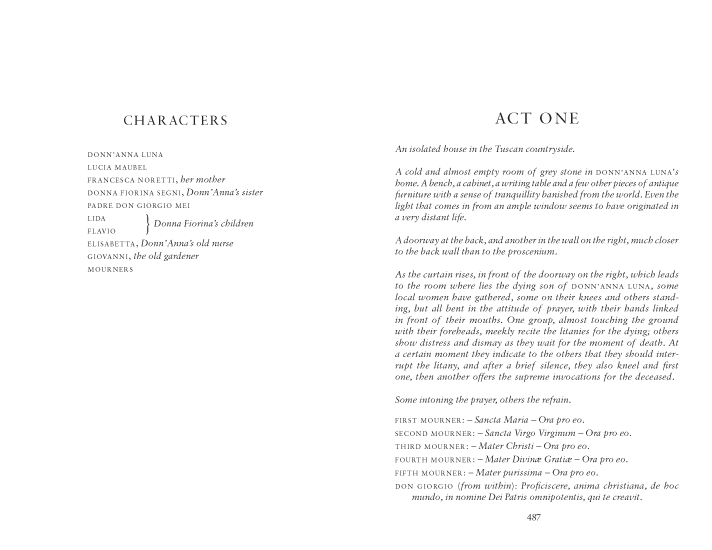 CHARACTERS
DONN'ANNA LUNA
LUCIA MAUBEL
FRANCESCA NORETTI, her mother
DONNA FIORINA SEGNI, Donn'Anna's sister
PADRE DON GIORGIO MEI
LIDA
FLAVIO
} Donna Fiorina's children
ELISABETTA, Donn'Anna's old nurse
GIOVANNI, the old gardener
MOURNERS
ACT ONE
An isolated house in the Tuscan countryside.
A cold and almost empty room of grey stone in DONN'ANNA LUNA's
home. A bench, a cabinet, a writing table and a few other pieces of antique
furniture with a sense of tranquillity banished from the world. Even the
light that comes in from an ample window seems to have originated in
a very distant life.
A doorway at the back, and another in the wall on the right, much closer
to the back wall than to the proscenium.
As the curtain rises, in front of the doorway on the right, which leads
to the room where lies the dying son of DONN'ANNA LUNA, some
local women have gathered, some on their knees and others stand-
ing, but all bent in the attitude of prayer, with their hands linked
in front of their mouths. One group, almost touching the ground
with their foreheads, meekly recite the litanies for the dying; others
show distress and dismay as they wait for the moment of death. At
a certain moment they indicate to the others that they should inter-
rupt the litany, and after a brief silence, they also kneel and first
one, then another offers the supreme invocations for the deceased.
Some intoning the prayer, others the refrain.
FIRST MOURNER: – Sancta Maria – Ora pro eo.
SECOND MOURNER: – Sancta Virgo Virginum – Ora pro eo.
THIRD MOURNER: – Mater Christi – Ora pro eo.
FOURTH MOURNER: – Mater Divinæ Gratiæ – Ora pro eo.
FIFTH MOURNER: – Mater purissima – Ora pro eo.
DON GIORGIO (from within): Proficiscere, anima christiana, de hoc
mundo, in nomine Dei Patris omnipotentis, qui te creavit.
487